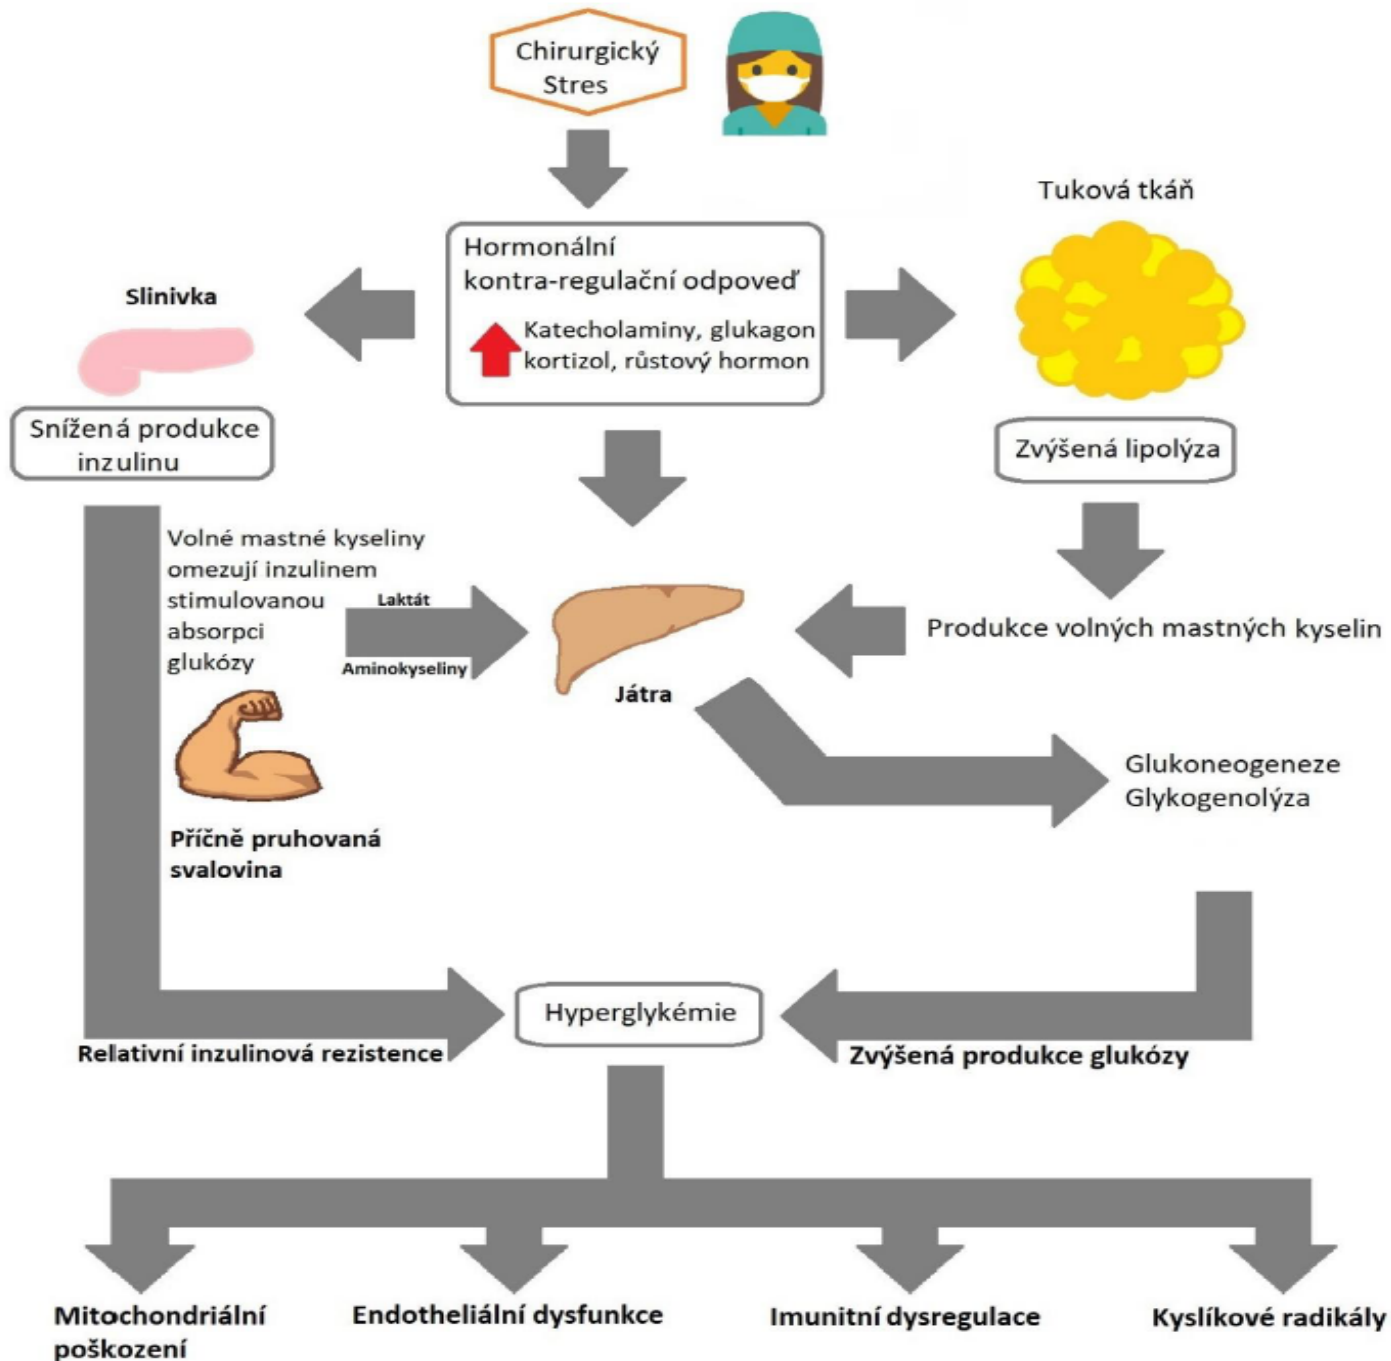 Chirurgický
Stres
Tuková tkáň
Hormonální
kontra-regulační odpoveď
Katecholaminy, glukagon
kortizol, růstový hormon
Slinivka
Snížená produkce
inzulinu
Zvýšená lipolýza
Volné mastné kyseliny
omezují inzulinem
stimulovanou
absorpci
glukózy
Laktát
Aminokyseliny
Játra
Produkce volných mastných kyselin
Příčně pruhovaná
svalovina
Glukoneogeneze
Glykogenolýza
Hyperglykémie
Relativní inzulinová rezistence
Zvýšená produkce glukózy
Mitochondriální
poškození
Endotheliální dysfunkce
Imunitní dysregulace
Kyslíkové radikály